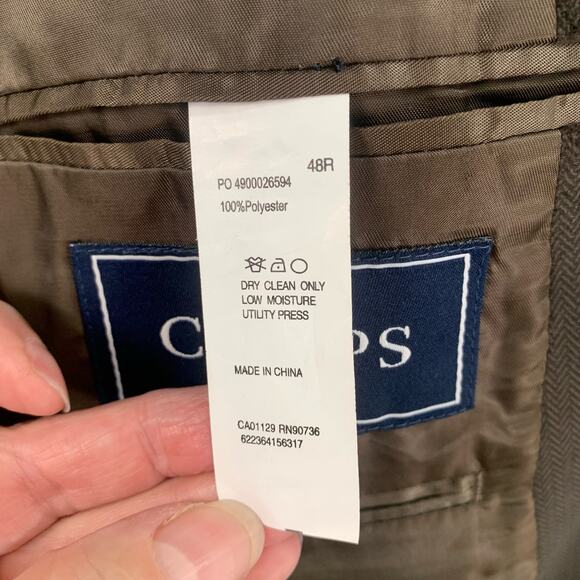 48R
PO 4900026594
100%Polyester
DRY CLEAN ONLY
LOW MOISTURE
UTILITY PRESS
MADE IN CHINA
CA01129 RN90736
622364156317